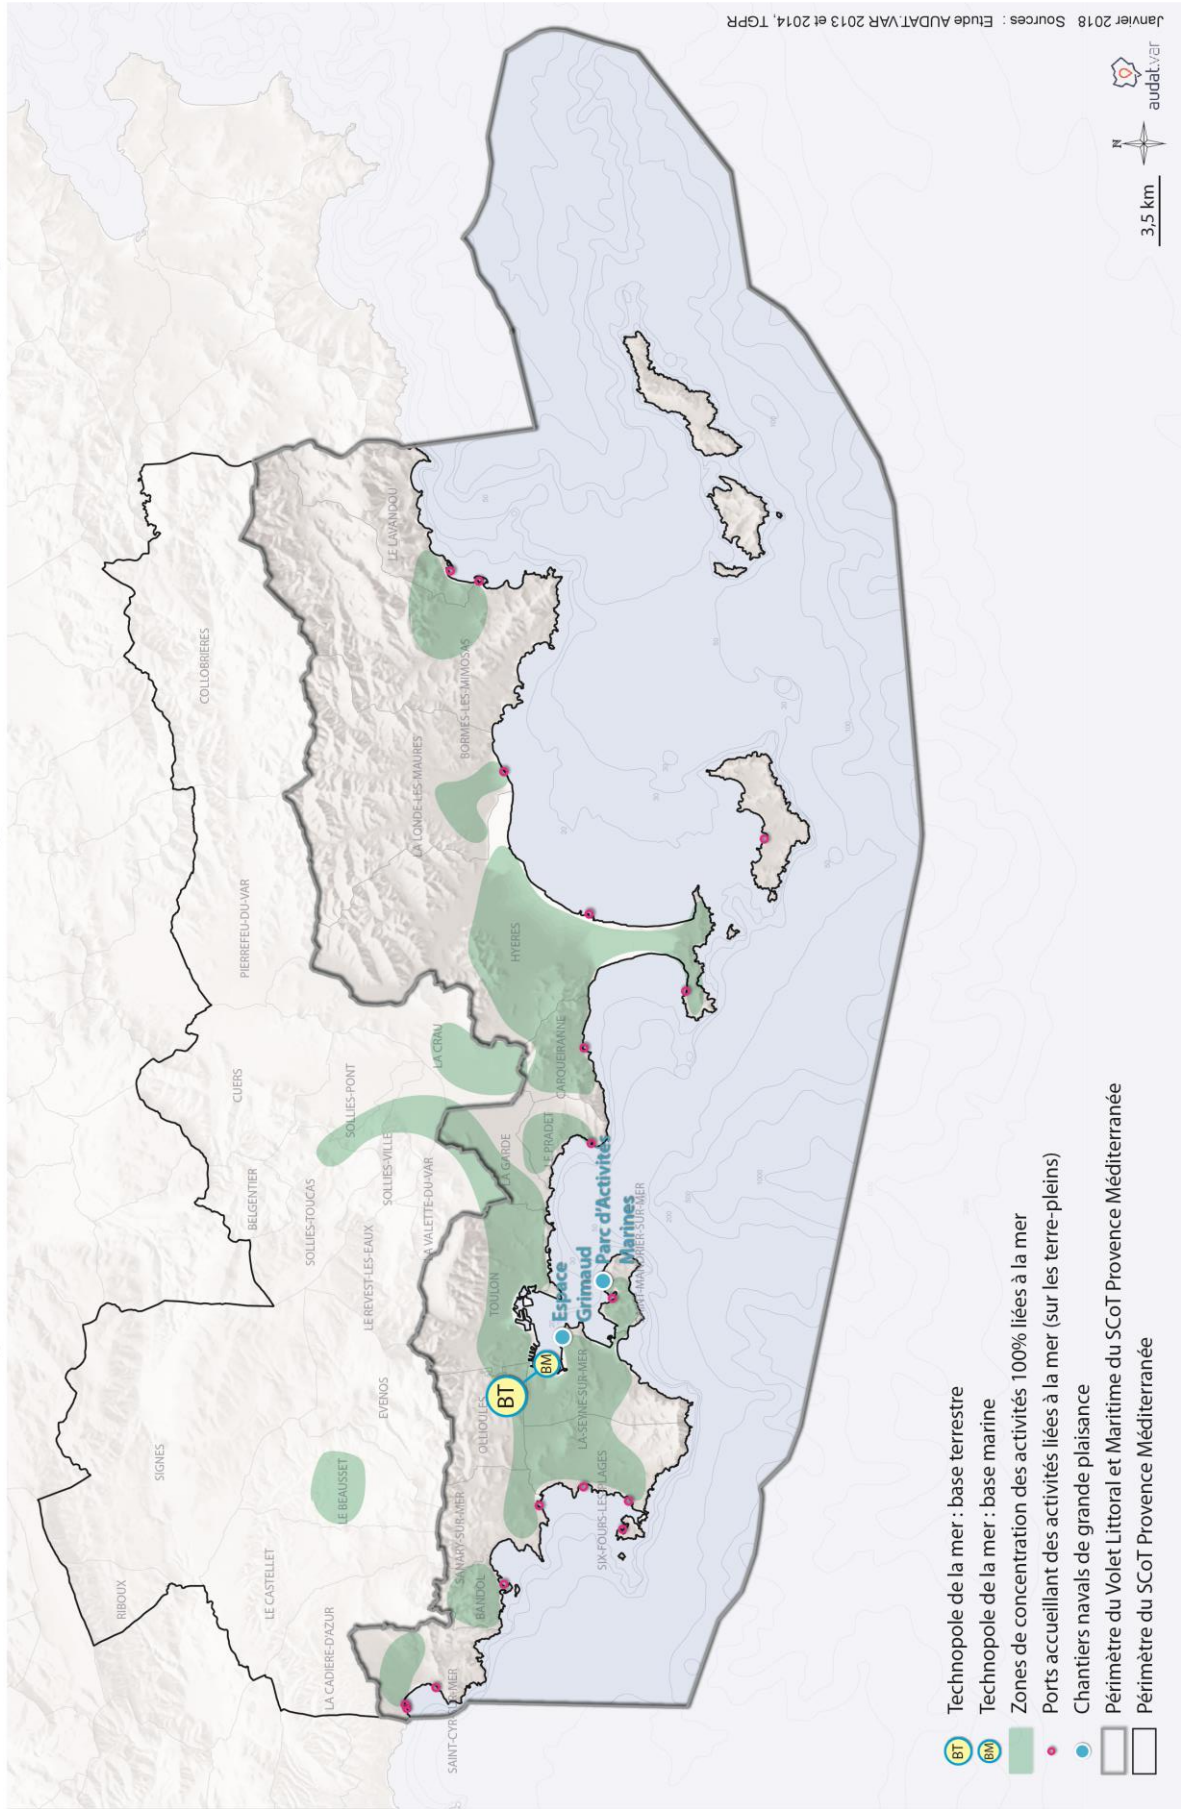 RIBOUX
SIGNES
LE CASTELLET
LA CADIERE-D'AZUR
LE BEAUSSET
EVENOS
LE REVEST-LES-EAUX
BELGENTIER
SOLLIES-TOUCAS
SOLLIES-VILLE
SOLLIES-PONT
CUERS
LA VALETTE-DU-VAR
LA CRAU
PIERREFEU-DU-VAR
COLLOBRIERES
LE LAVANDOU
BORMES-LES-MIMOSAS
LA LONDE-LES-MAURES
HYERES
CARQUEIRANNE
LE PRADET
LA GARDE
TOULON
OLLIOULES
SANARY-SUR-MER
BANDOL
SAINT-CYR-SUR-MER
LA-SEYNE-SUR-MER
SIX-FOURS-LES-PLAGES
SAINT-MANDRIER-SUR-MER
BT
BM
Espace
Grimaud
Parc d'Activités
Marines
BT Technopole de la mer : base terrestre
BM Technopole de la mer : base marine
Zones de concentration des activités 100% liées à la mer
Ports accueillant des activités liées à la mer (sur les terre-pleins)
Chantiers navals de grande plaisance
Périmètre du Volet Littoral et Maritime du SCoT Provence Méditerranée
Périmètre du SCoT Provence Méditerranée
3,5 km
N
audat.var
Janvier 2018 Sources : Etude AUDAT.VAR 2013 et 2014, TGPR